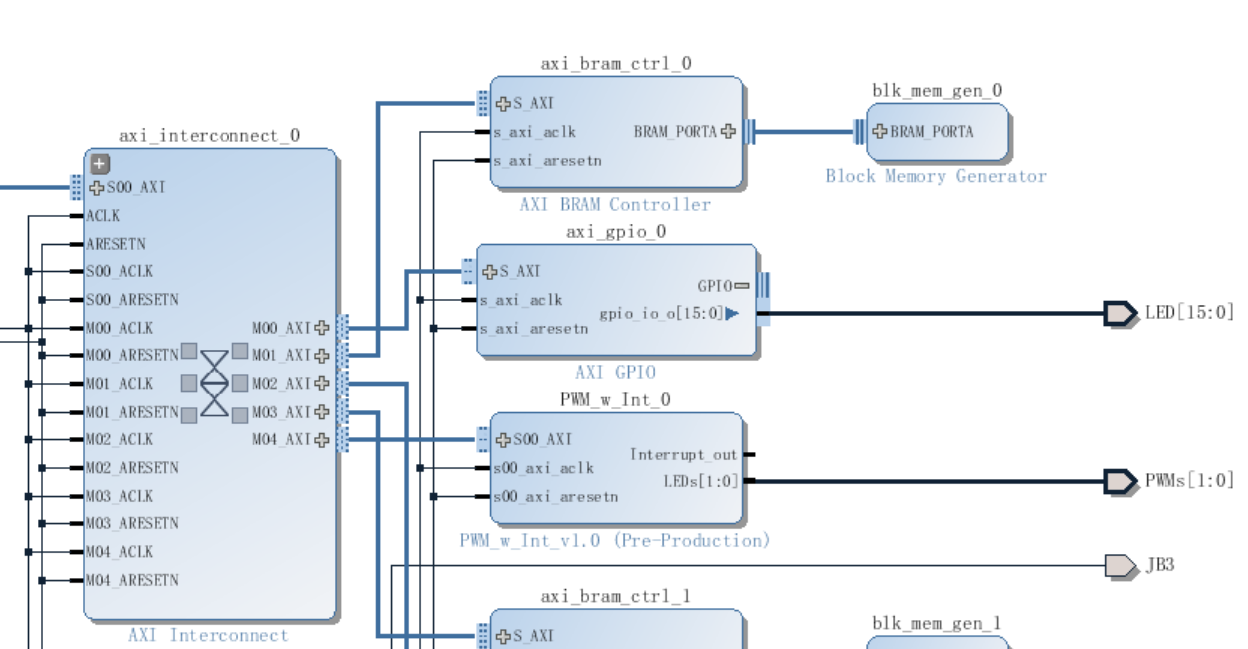 axi_interconnect_0
S00_AXI
ACLK
ARESETN
S00_ACLK
S00_ARESETN
M00_ACLK
M00_ARESETN
M01_ACLK
M01_ARESETN
M02_ACLK
M02_ARESETN
M03_ACLK
M03_ARESETN
M04_ACLK
M04_ARESETN
M00_AXI
M01_AXI
M02_AXI
M03_AXI
M04_AXI
AXI Interconnect
axi_bram_ctrl_0
S_AXI
s_axi_aclk
s_axi_aresetn
BRAM_PORTA
AXI BRAM Controller
blk_mem_gen_0
BRAM_PORTA
Block Memory Generator
axi_gpio_0
S_AXI
s_axi_aclk
s_axi_aresetn
GPIO
gpio_io_o[15:0]
AXI GPIO
LED[15:0]
PWM_w_Int_0
S00_AXI
s00_axi_aclk
s00_axi_aresetn
Interrupt_out
LEDs[1:0]
PWM_w_Int_v1.0 (Pre-Production)
PWMs[1:0]
JB3
axi_bram_ctrl_1
S_AXI
blk_mem_gen_1